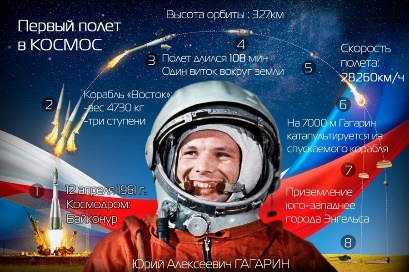 Первый полет
в КОСМОС
Высота орбиты : 327км
4
3
Полет длился 108 мин
Один виток вокруг земли
5
Скорость
полета:
28260км/ч
2
Корабль «Восток»
-вес 4730 кг
-три ступени
6
На 7000 м Гагарин
катапультируется из
спускаемого корабля
1
12 апреля 1961 г.
Космодром:
Байконур
7
Приземление
юго-западнее
города Энгельса
8
Юрий Алексеевич ГАГАРИН